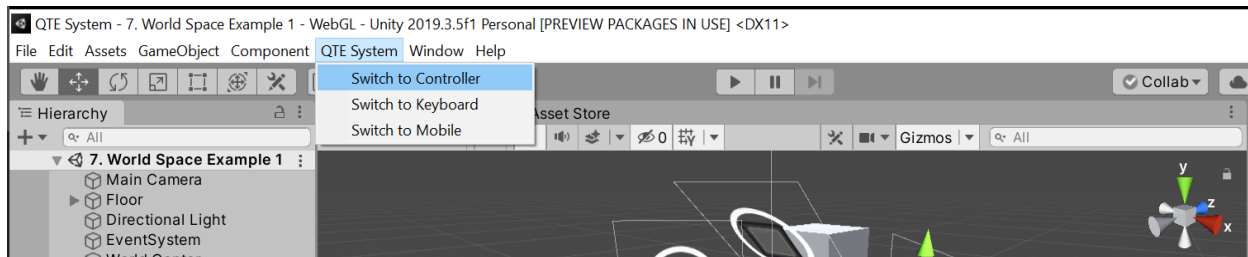 QTE System - 7. World Space Example 1 - WebGL - Unity 2019.3.5f1 Personal [PREVIEW PACKAGES IN USE] <DX11>
File Edit Assets GameObject Component QTE System Window Help
Switch to Controller
Switch to Keyboard
Switch to Mobile
Collab
Hierarchy
Asset Store
All
0
Gizmos
All
7. World Space Example 1
Main Camera
Floor
Directional Light
EventSystem
y
z
x